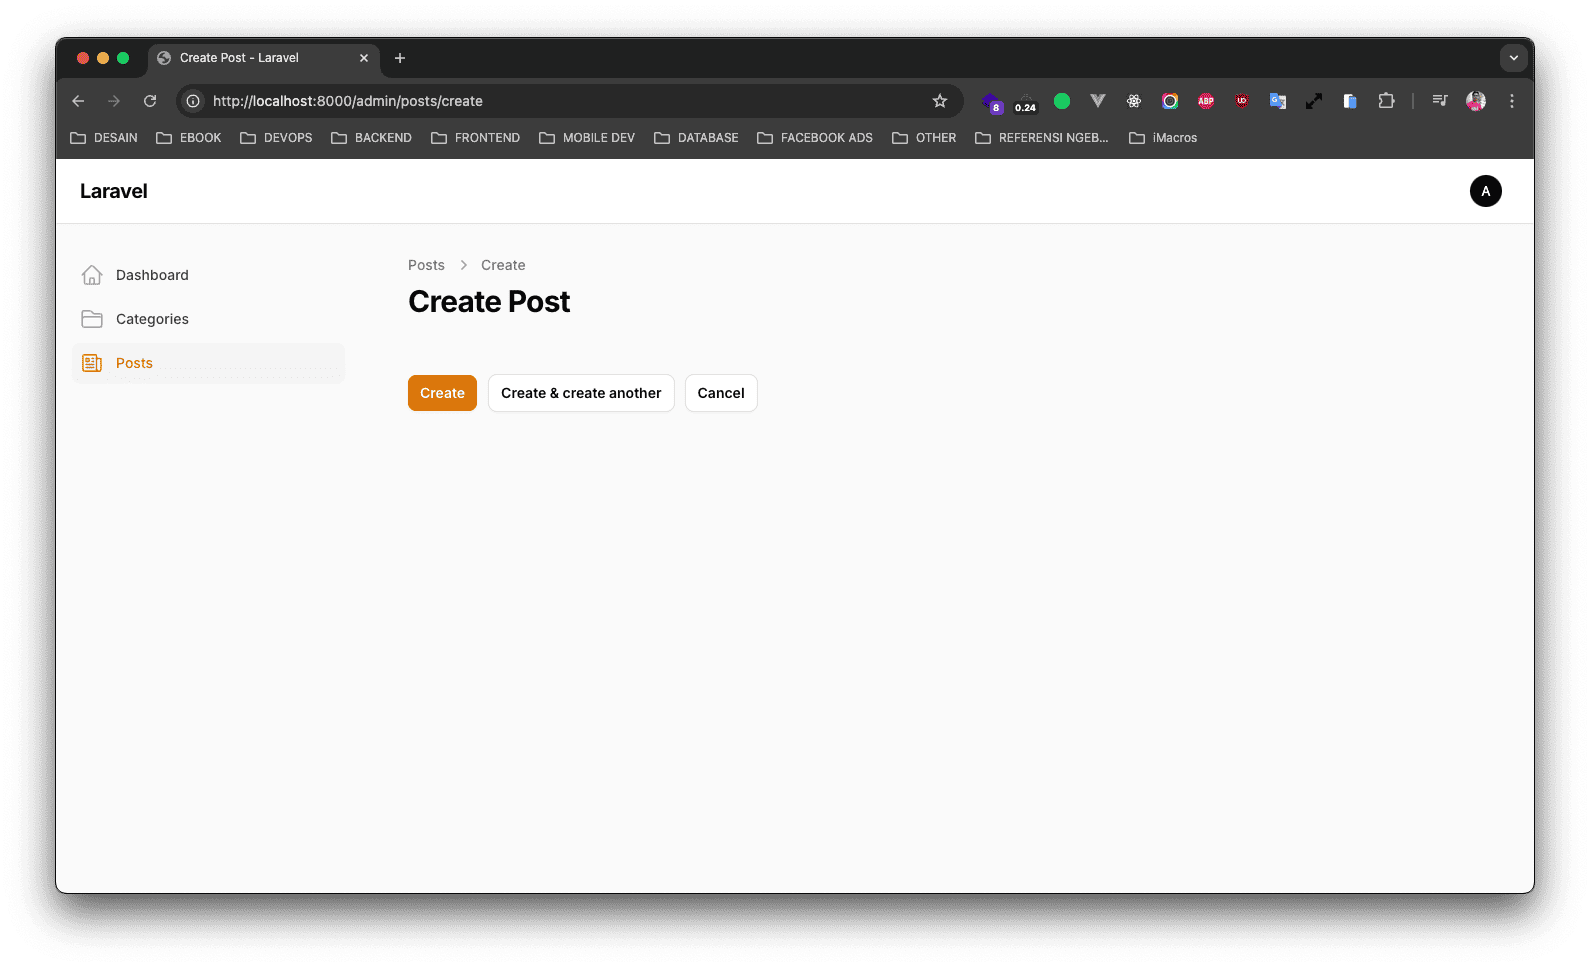 Create Post - Laravel
http://localhost:8000/admin/posts/create
8
0.24
ABP
DESAIN
EBOOK
DEVOPS
BACKEND
FRONTEND
MOBILE DEV
DATABASE
FACEBOOK ADS
OTHER
REFERENSI NGEB...
iMacros
Laravel
A
Dashboard
Categories
Posts
Posts > Create
Create Post
Create
Create & create another
Cancel